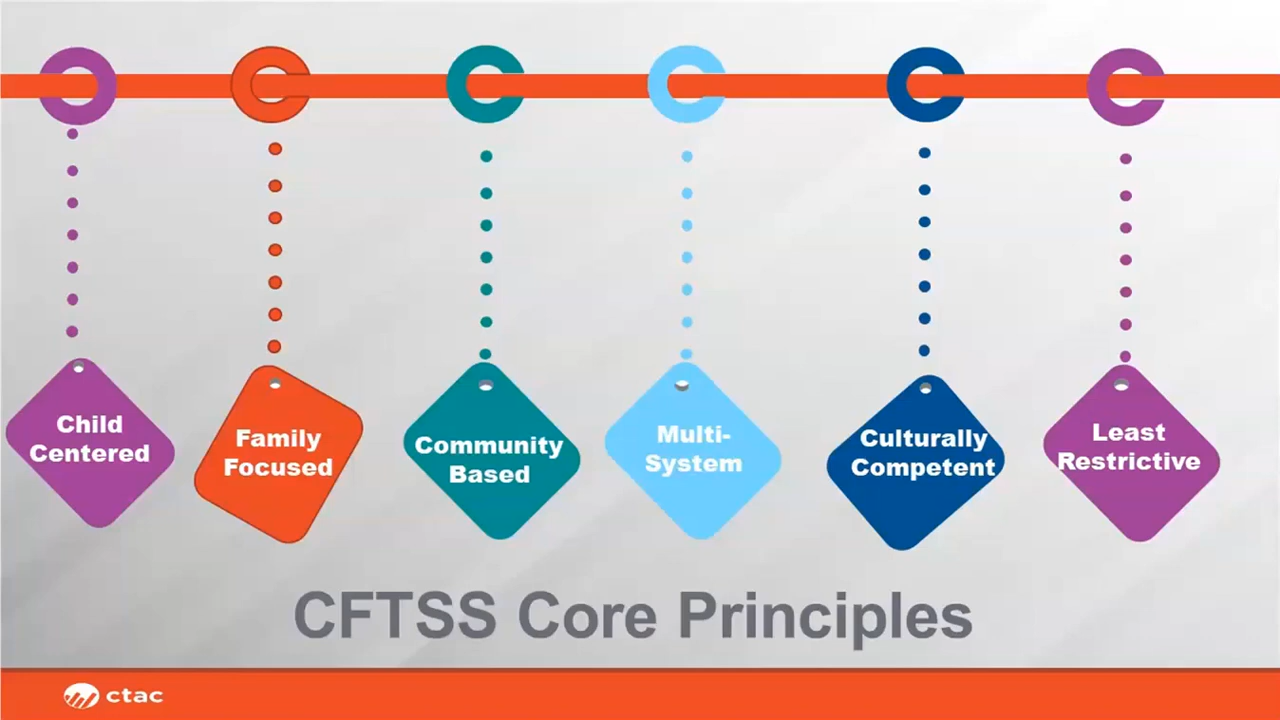 Child
Centered
Family
Focused
Community
Based
Multi-
System
Culturally
Competent
Least
Restrictive
CFTSS Core Principles
ctac